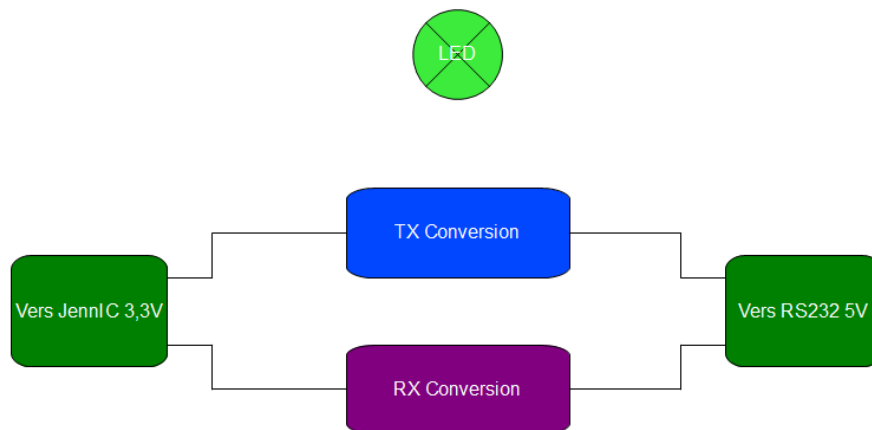 LED
TX Conversion
Vers JennIC 3,3V
Vers RS232 5V
RX Conversion